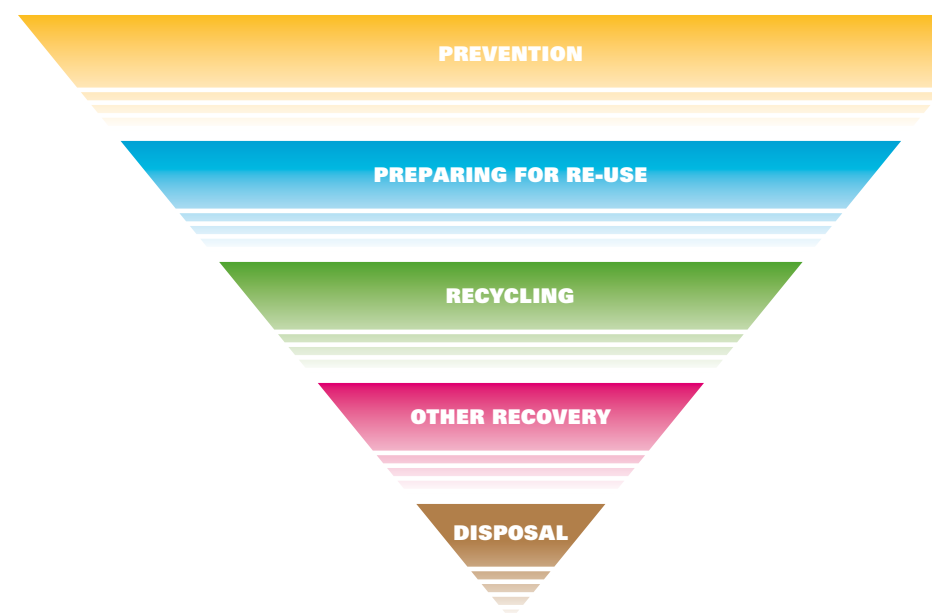 PREVENTION
PREPARING FOR RE-USE
RECYCLING
OTHER RECOVERY
DISPOSAL